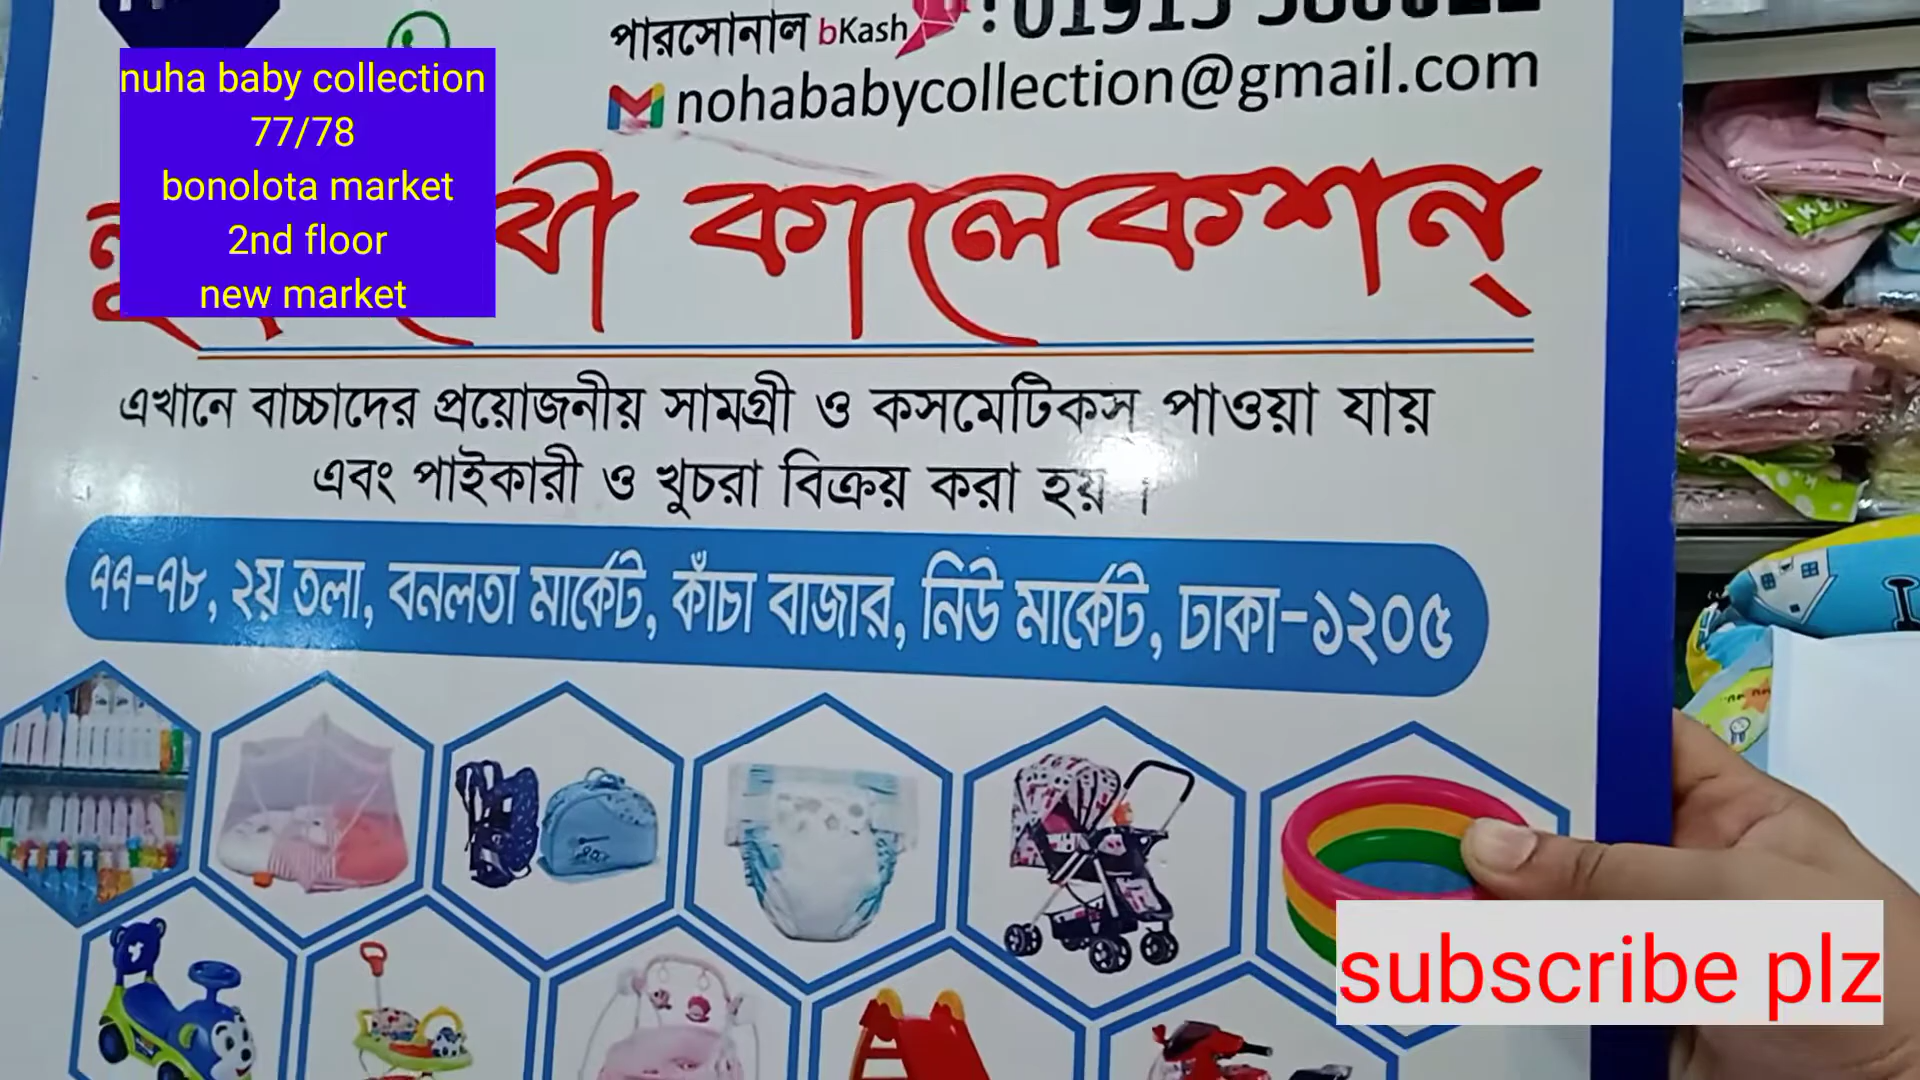 পারসোনাল bKash
nohababycollection@gmail.com
nuha baby collection
77/78
bonolota market
2nd floor
new market
কালেকশন্
এখানে বাচ্চাদের প্রয়োজনীয় সামগ্রী ও কসমেটিকস্ পাওয়া যায়
এবং পাইকারী ও খুচরা বিক্রয় করা হয় ।
৭৭-৭৮, ২য় তলা, বনলতা মার্কেট, কাঁচা বাজার, নিউ মার্কেট, ঢাকা-১২০৫
subscribe plz